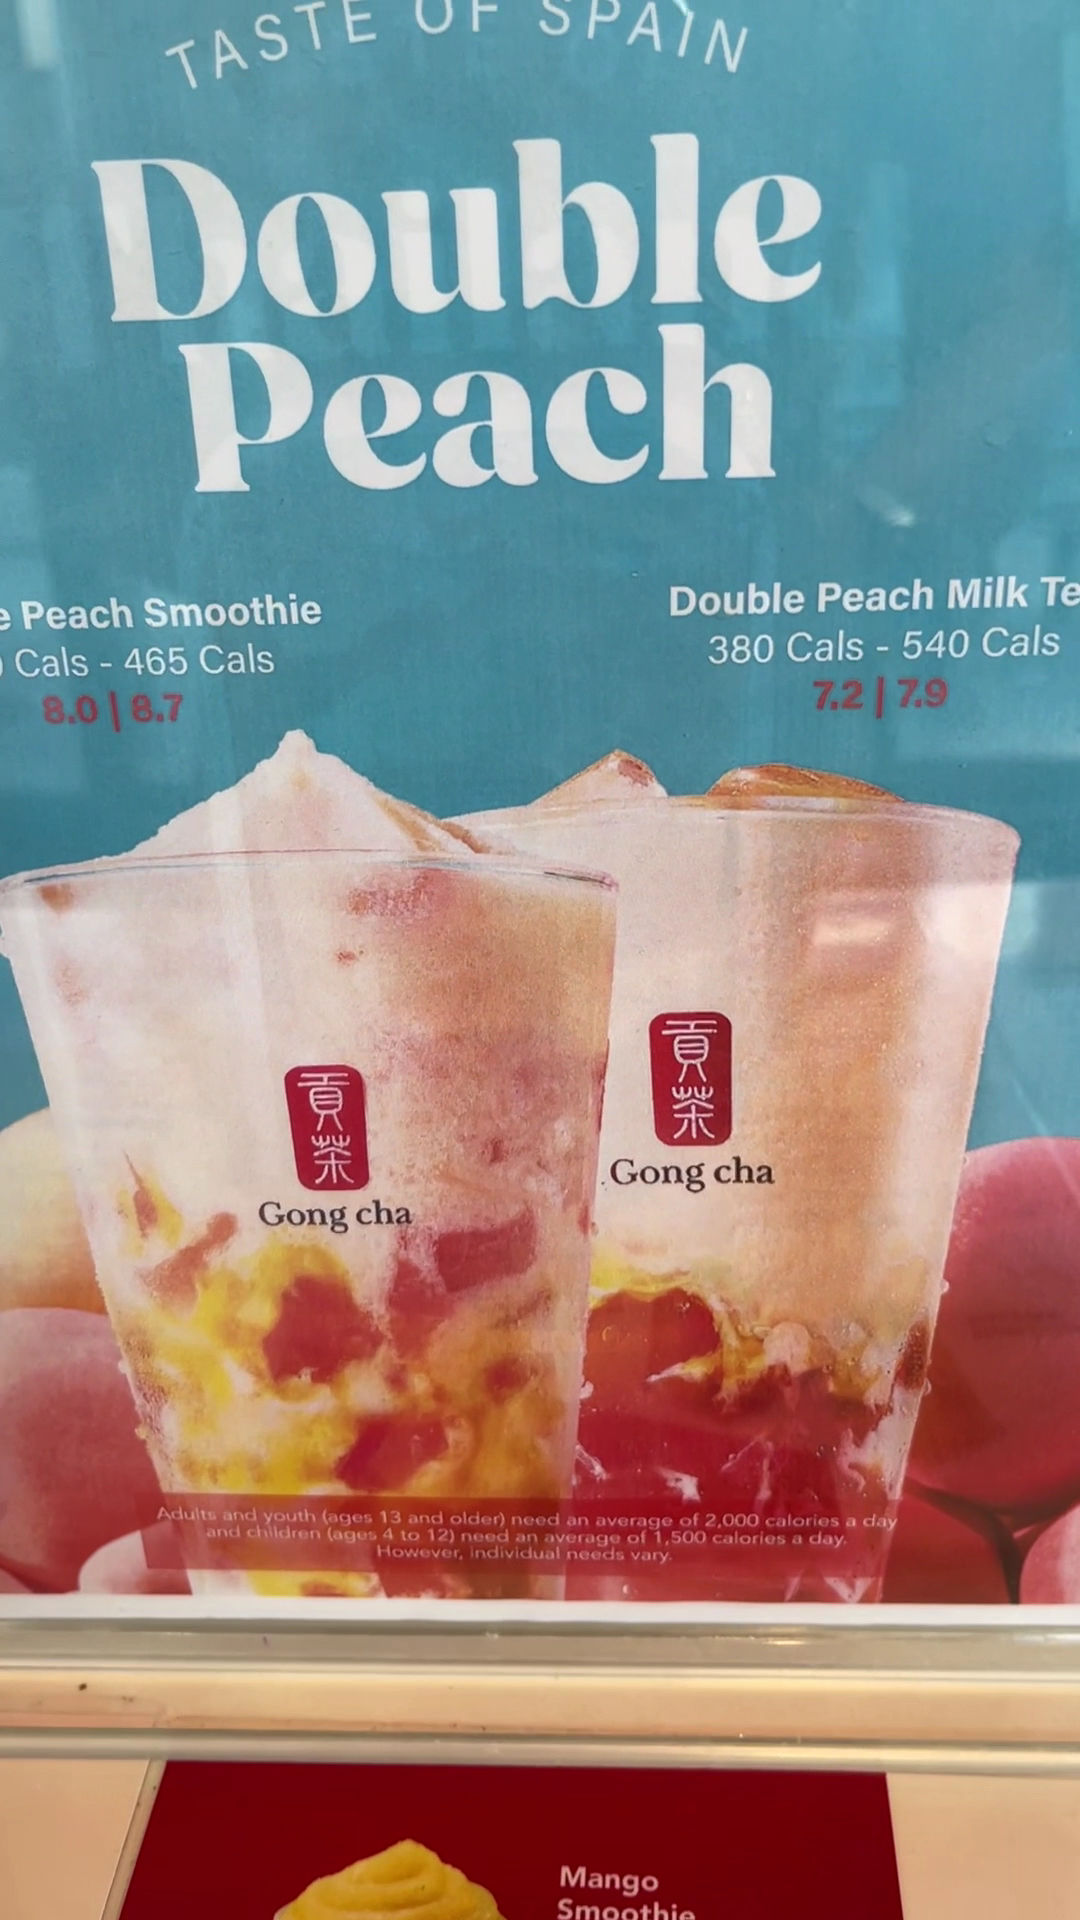 TASTE OF SPAIN
Double
Peach
Peach Smoothie
Cals - 465 Cals
8.0 | 8.7
Double Peach Milk Te
380 Cals - 540 Cals
7.2 | 7.9
貢
茶
Gong cha
貢
茶
Gong cha
Adults and youth (ages 13 and older) need an average of 2,000 calories a day
and children (ages 4 to 12) need an average of 1,500 calories a day.
However, individual needs vary.
Mango
Smoothie